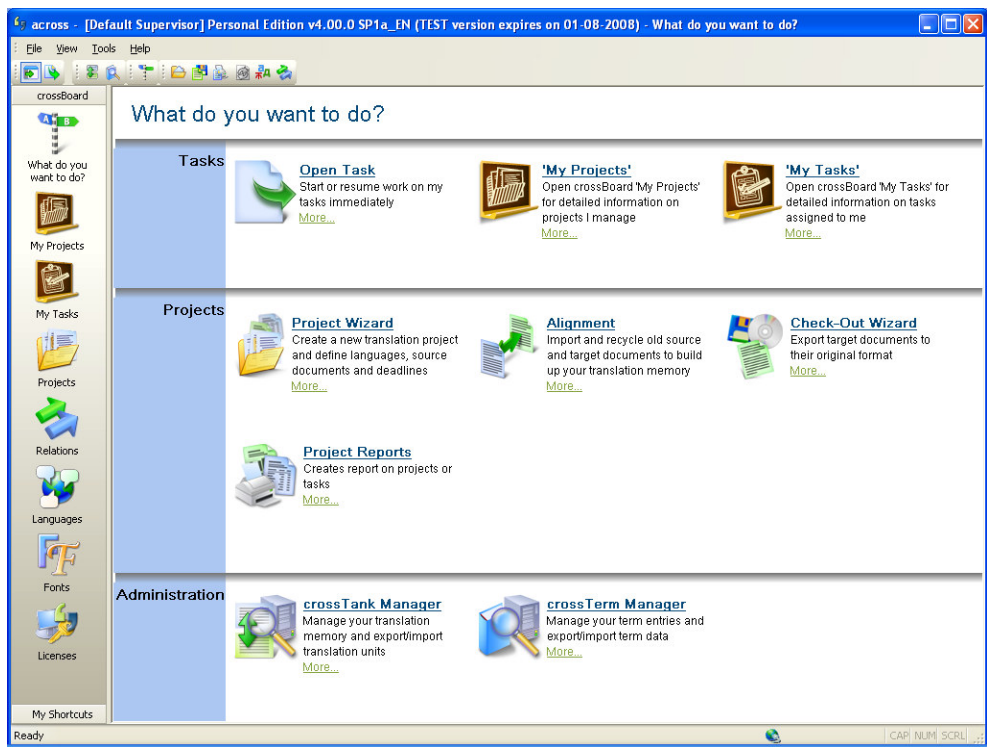 across - [Default Supervisor] Personal Edition v4.00.0 SP1a_EN (TEST version expires on 01-08-2008) - What do you want to do?
File View Tools Help
crossBoard
A B
What do you
want to do?
My Projects
My Tasks
Projects
Relations
Languages
Fonts
Licenses
My Shortcuts
What do you want to do?
Tasks
Open Task
Start or resume work on my
tasks immediately
More...
'My Projects'
Open crossBoard 'My Projects'
for detailed information on
projects I manage
More...
'My Tasks'
Open crossBoard 'My Tasks' for
detailed information on tasks
assigned to me
More...
Projects
Project Wizard
Create a new translation project
and define languages, source
documents and deadlines
More...
Alignment
Import and recycle old source
and target documents to build
up your translation memory
More...
Check-Out Wizard
Export target documents to
their original format
More...
Project Reports
Creates report on projects or
tasks
More...
Administration
crossTank Manager
Manage your translation
memory and export/import
translation units
More...
crossTerm Manager
Manage your term entries and
export/import term data
More...
Ready
CAP NUM SCRL